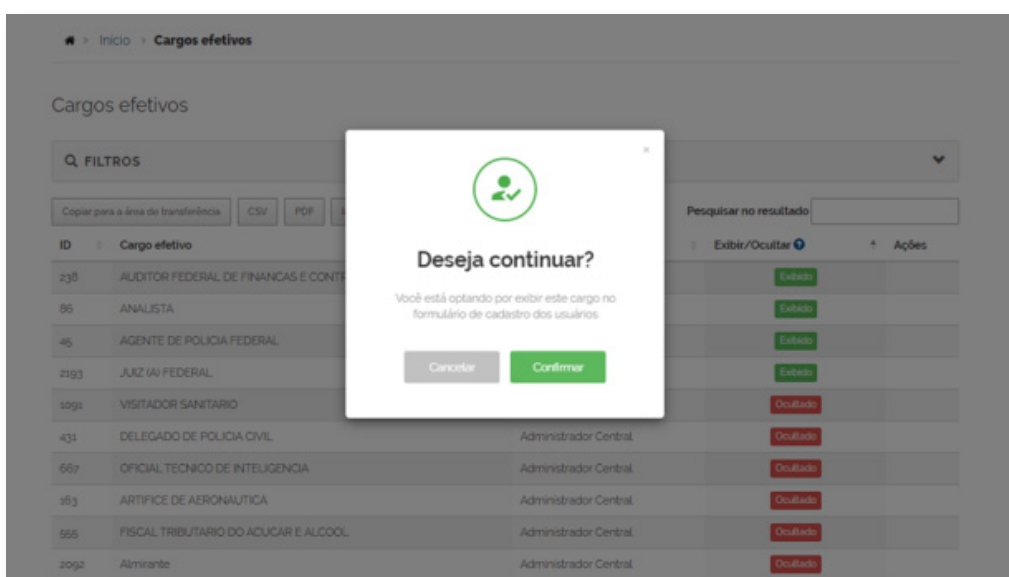 Início > Cargos efetivos
Cargos efetivos
FILTROS
Copiar para a área de transferência CSV PDF
Pesquisar no resultado
ID Cargo efetivo Exibir/Ocultar Ações
238 AUDITOR FEDERAL DE FINANCAS E CONTR Exibido
86 ANALISTA Exibido
45 AGENTE DE POLICIA FEDERAL Exibido
2193 JUIZ (A) FEDERAL Exibido
1091 VISITADOR SANITARIO Ocultado
431 DELEGADO DE POLICIA CIVIL Administrador Central Ocultado
667 OFICIAL TECNICO DE INTELIGENCIA Administrador Central Ocultado
163 ARTIFICE DE AERONAUTICA Administrador Central Ocultado
555 FISCAL TRIBUTARIO DO ACUCAR E ALCOOL Administrador Central Ocultado
2092 Almirante Administrador Central Ocultado
×
Deseja continuar?
Você está optando por exibir este cargo no
formulário de cadastro dos usuários
Cancelar Confirmar